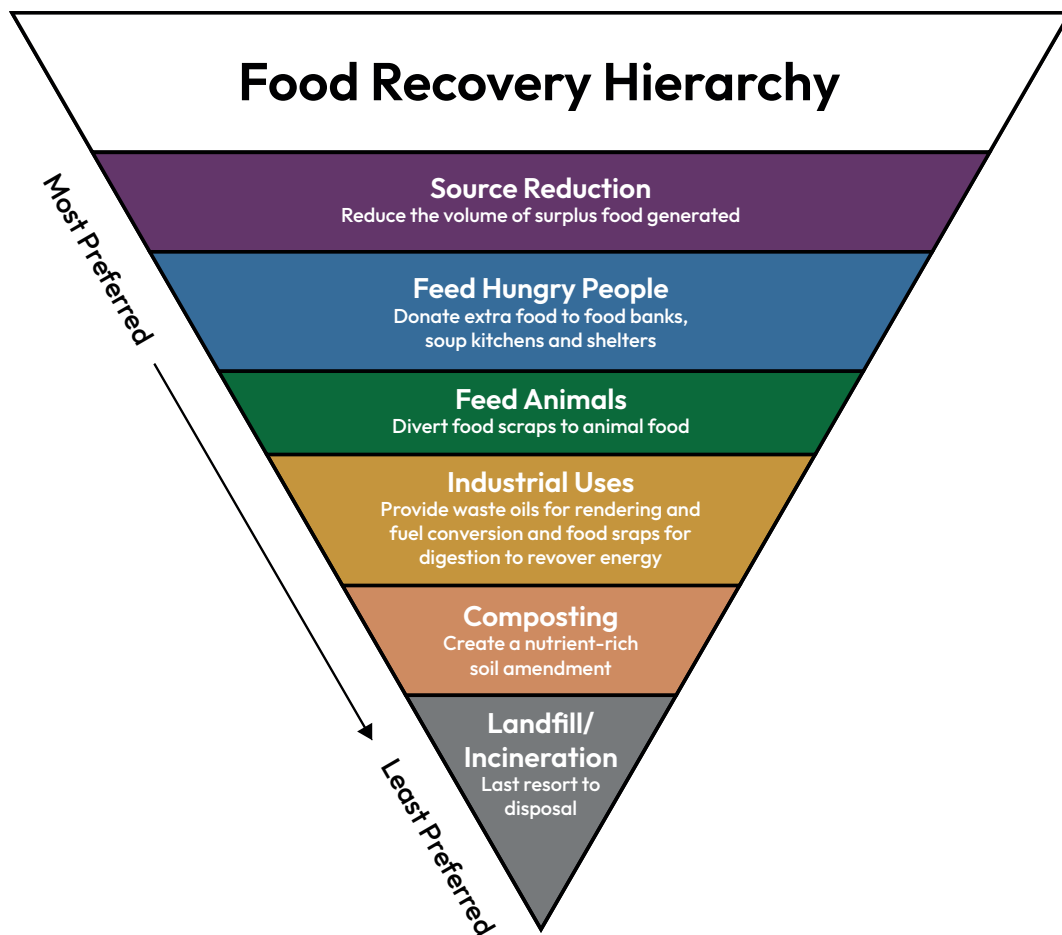 Food Recovery Hierarchy
Most Preferred
Source Reduction
Reduce the volume of surplus food generated
Feed Hungry People
Donate extra food to food banks,
soup kitchens and shelters
Feed Animals
Divert food scraps to animal food
Industrial Uses
Provide waste oils for rendering and
fuel conversion and food sraps for
digestion to revover energy
Composting
Create a nutrient-rich
soil amendment
Landfill/
Incineration
Last resort to
disposal
Least Preferred